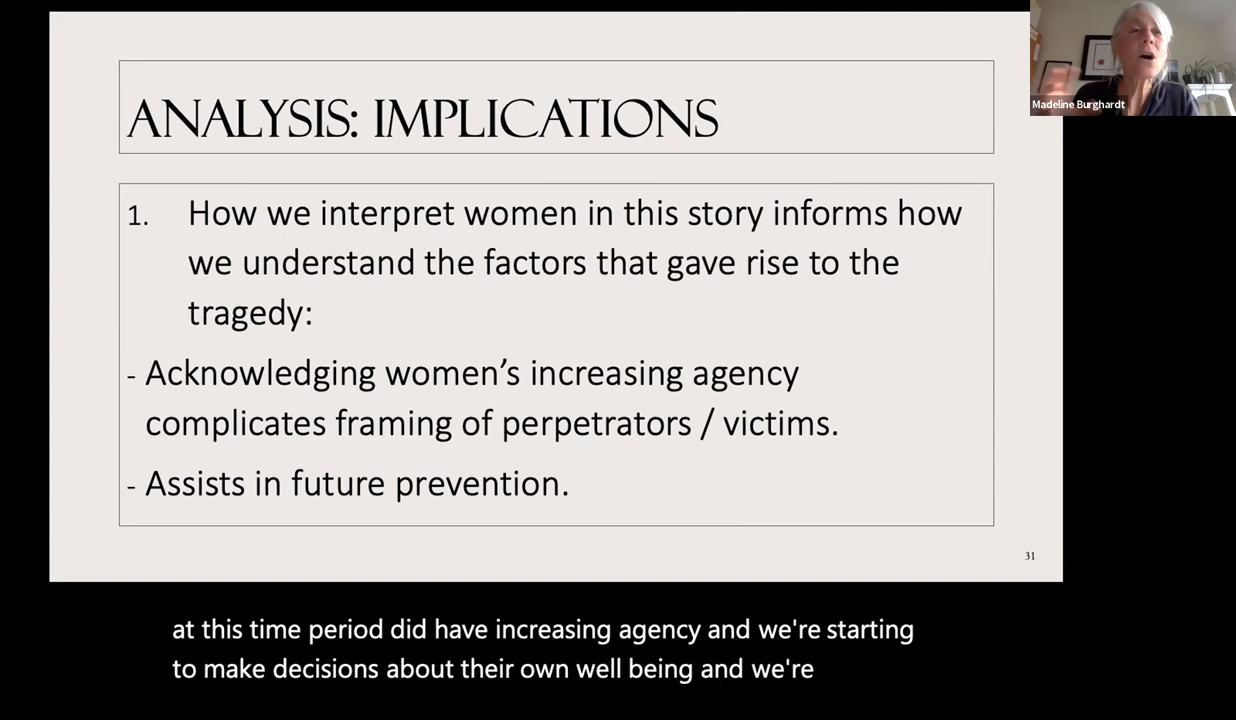 ANALYSIS: IMPLICATIONS
Madeline Burghardt
1. How we interpret women in this story informs how
we understand the factors that gave rise to the
tragedy:
- Acknowledging women’s increasing agency
complicates framing of perpetrators / victims.
- Assists in future prevention.
31
at this time period did have increasing agency and we're starting
to make decisions about their own well being and we're